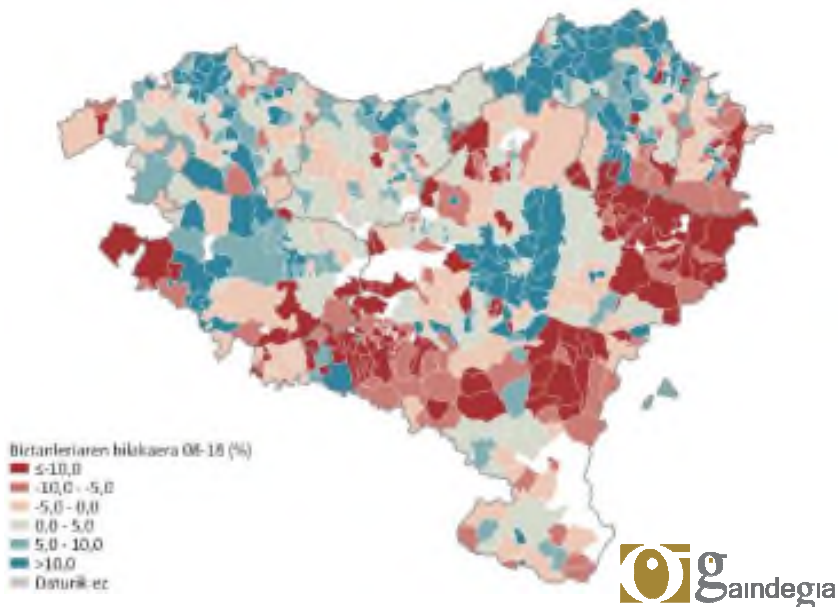 Biztanleriaren bilakaera 08-18 (%)
≤-10,0
-10,0 - -5,0
-5,0 - 0,0
0,0 - 5,0
5,0 - 10,0
>10,0
Daturik ez
gaindegia